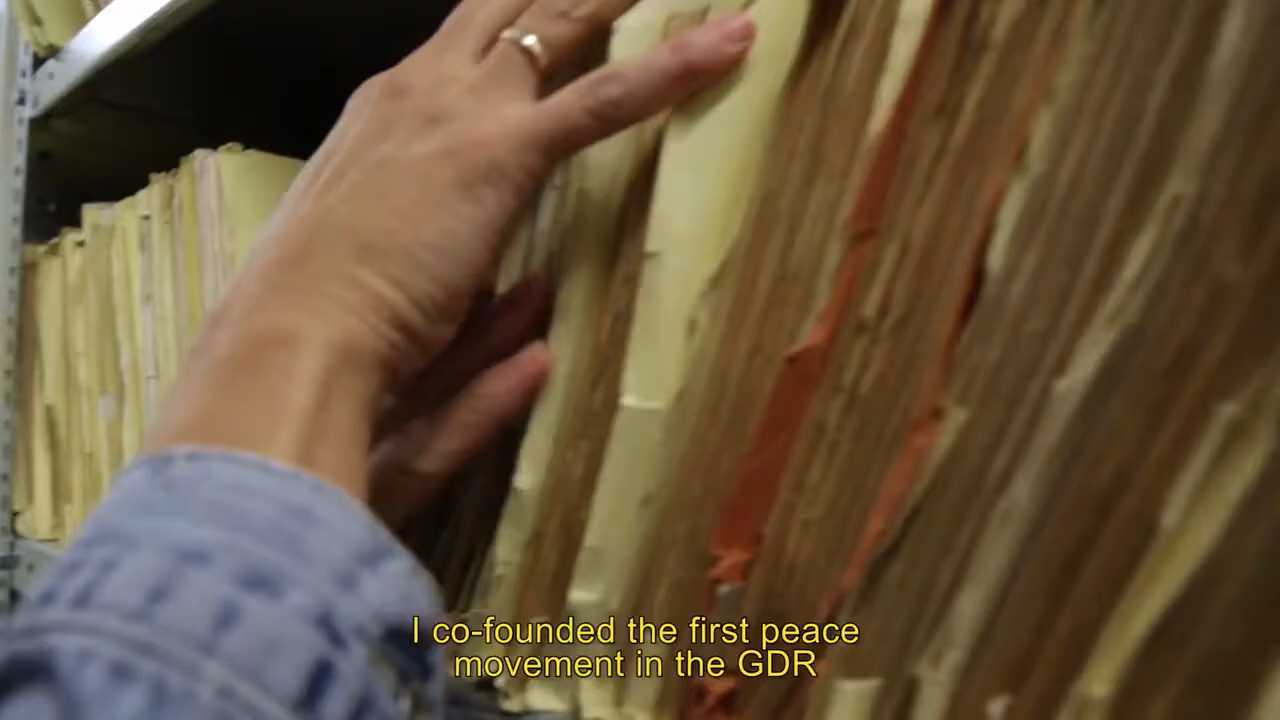 I co-founded the first peace
movement in the GDR